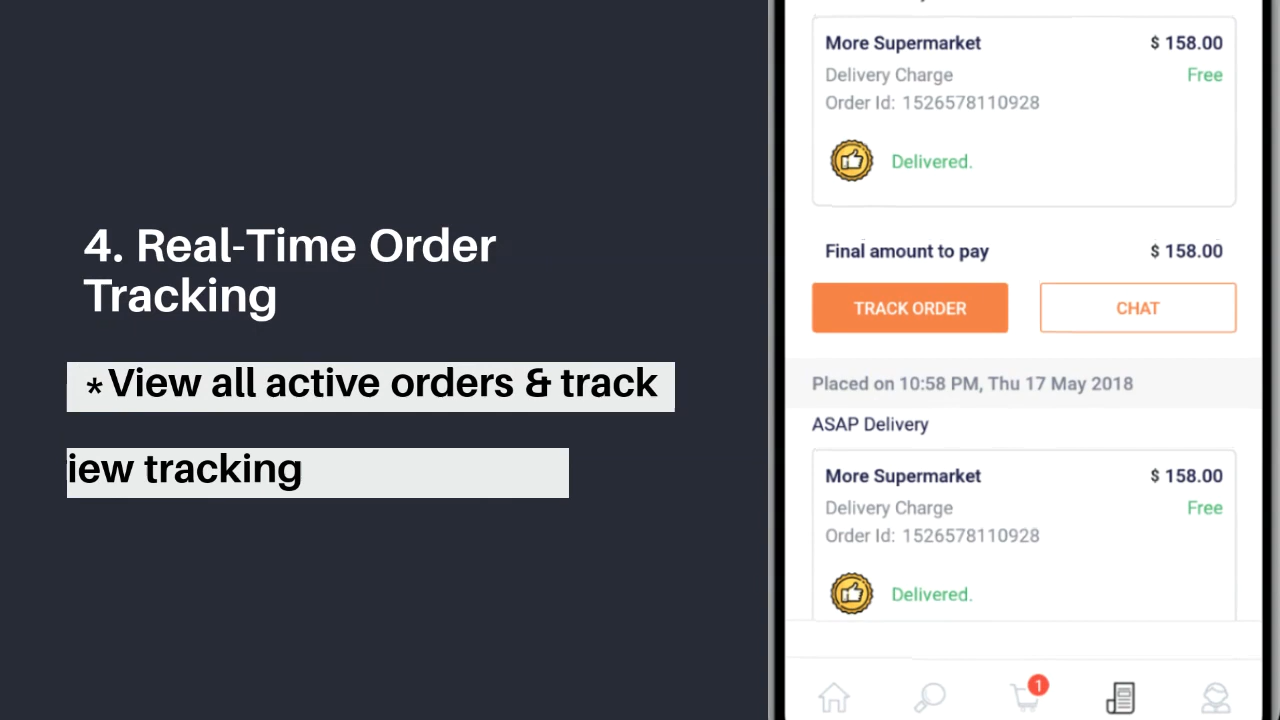 4. Real-Time Order
Tracking
*View all active orders & track
iew tracking
More Supermarket $ 158.00
Delivery Charge Free
Order Id: 1526578110928
Delivered.
Final amount to pay $ 158.00
TRACK ORDER CHAT
Placed on 10:58 PM, Thu 17 May 2018
ASAP Delivery
More Supermarket $ 158.00
Delivery Charge Free
Order Id: 1526578110928
Delivered.
1